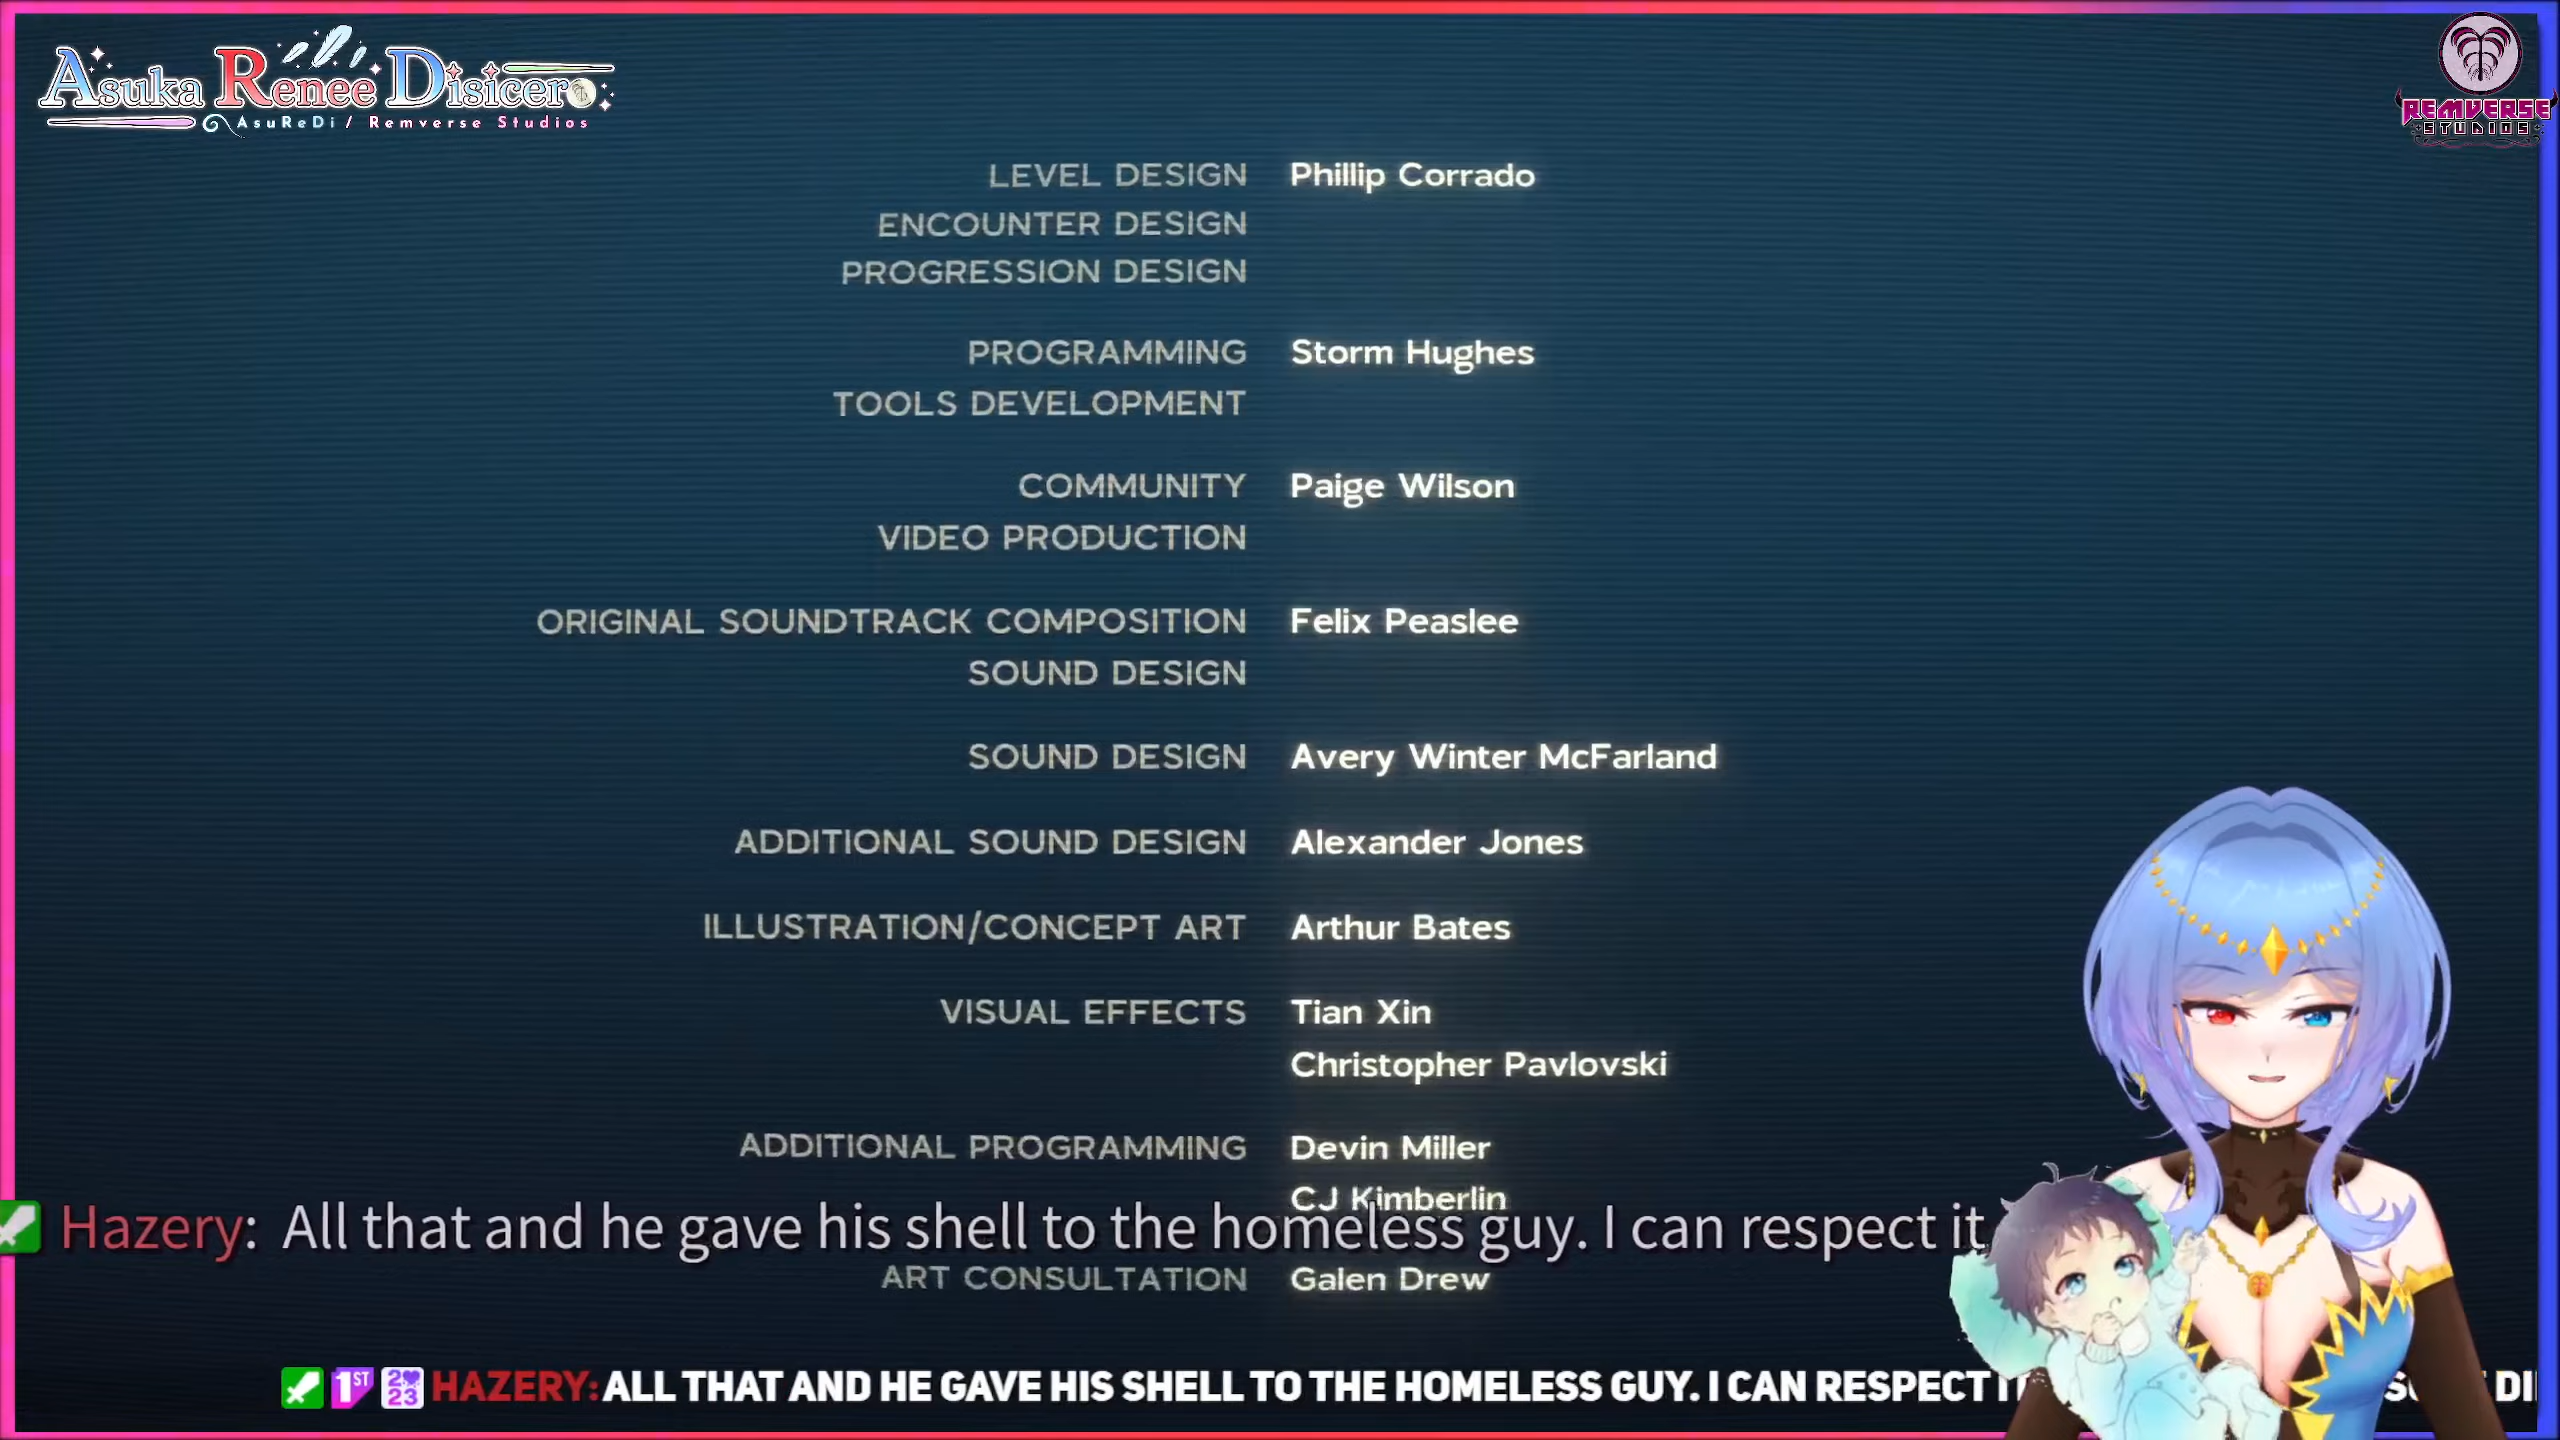 Asuka Renee Disicero
AsuReDi / Remverse Studios
REMVERSE
STUDIOS
LEVEL DESIGN Phillip Corrado
ENCOUNTER DESIGN
PROGRESSION DESIGN
PROGRAMMING Storm Hughes
TOOLS DEVELOPMENT
COMMUNITY Paige Wilson
VIDEO PRODUCTION
ORIGINAL SOUNDTRACK COMPOSITION Felix Peaslee
SOUND DESIGN
SOUND DESIGN Avery Winter McFarland
ADDITIONAL SOUND DESIGN Alexander Jones
ILLUSTRATION/CONCEPT ART Arthur Bates
VISUAL EFFECTS Tian Xin
Christopher Pavlovski
ADDITIONAL PROGRAMMING Devin Miller
CJ Kimberlin
Hazery: All that and he gave his shell to the homeless guy. I can respect it
ART CONSULTATION Galen Drew
1ST 2023 HAZERY: ALL THAT AND HE GAVE HIS SHELL TO THE HOMELESS GUY. I CAN RESPECT